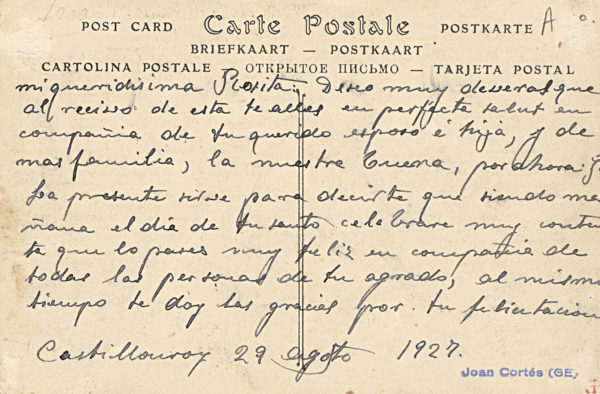 POST CARD Carte Postale POSTKARTE A
BRIEFKAART — POSTKAART
CARTOLINA POSTALE — ОТКРЫТОЕ ПИСЬМО — TARJETA POSTAL
mi querridisima Rosita: Deseo muy desseras que
al recivo de esta te alles en perfecta salut en
compañia de tu querido esposo é hija, y de
mas familia, la nuestre buena, por ahora. G.
La presente sirve para decirte que siendo ma
ñana el dia de tu santo celebrare muy conten
te que lo pases muy feliz en compañia de
todas las personas de tu agrado, al mismo
tiempo te doy las gracias por tu felicitacion
29 agosto 1927.
Joan Cortés (GE)